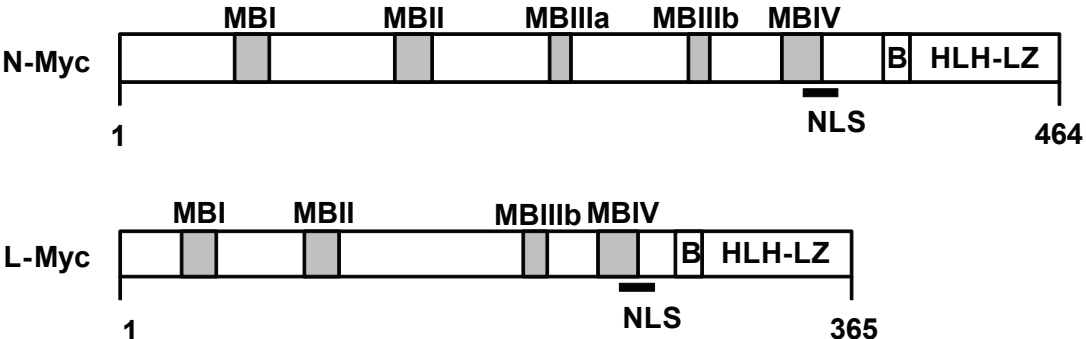 MBI MBII MBIIIa MBIIIb MBIV
N-Myc B HLH-LZ
NLS
1 464
MBI MBII MBIIIb MBIV
L-Myc B HLH-LZ
NLS
1 365